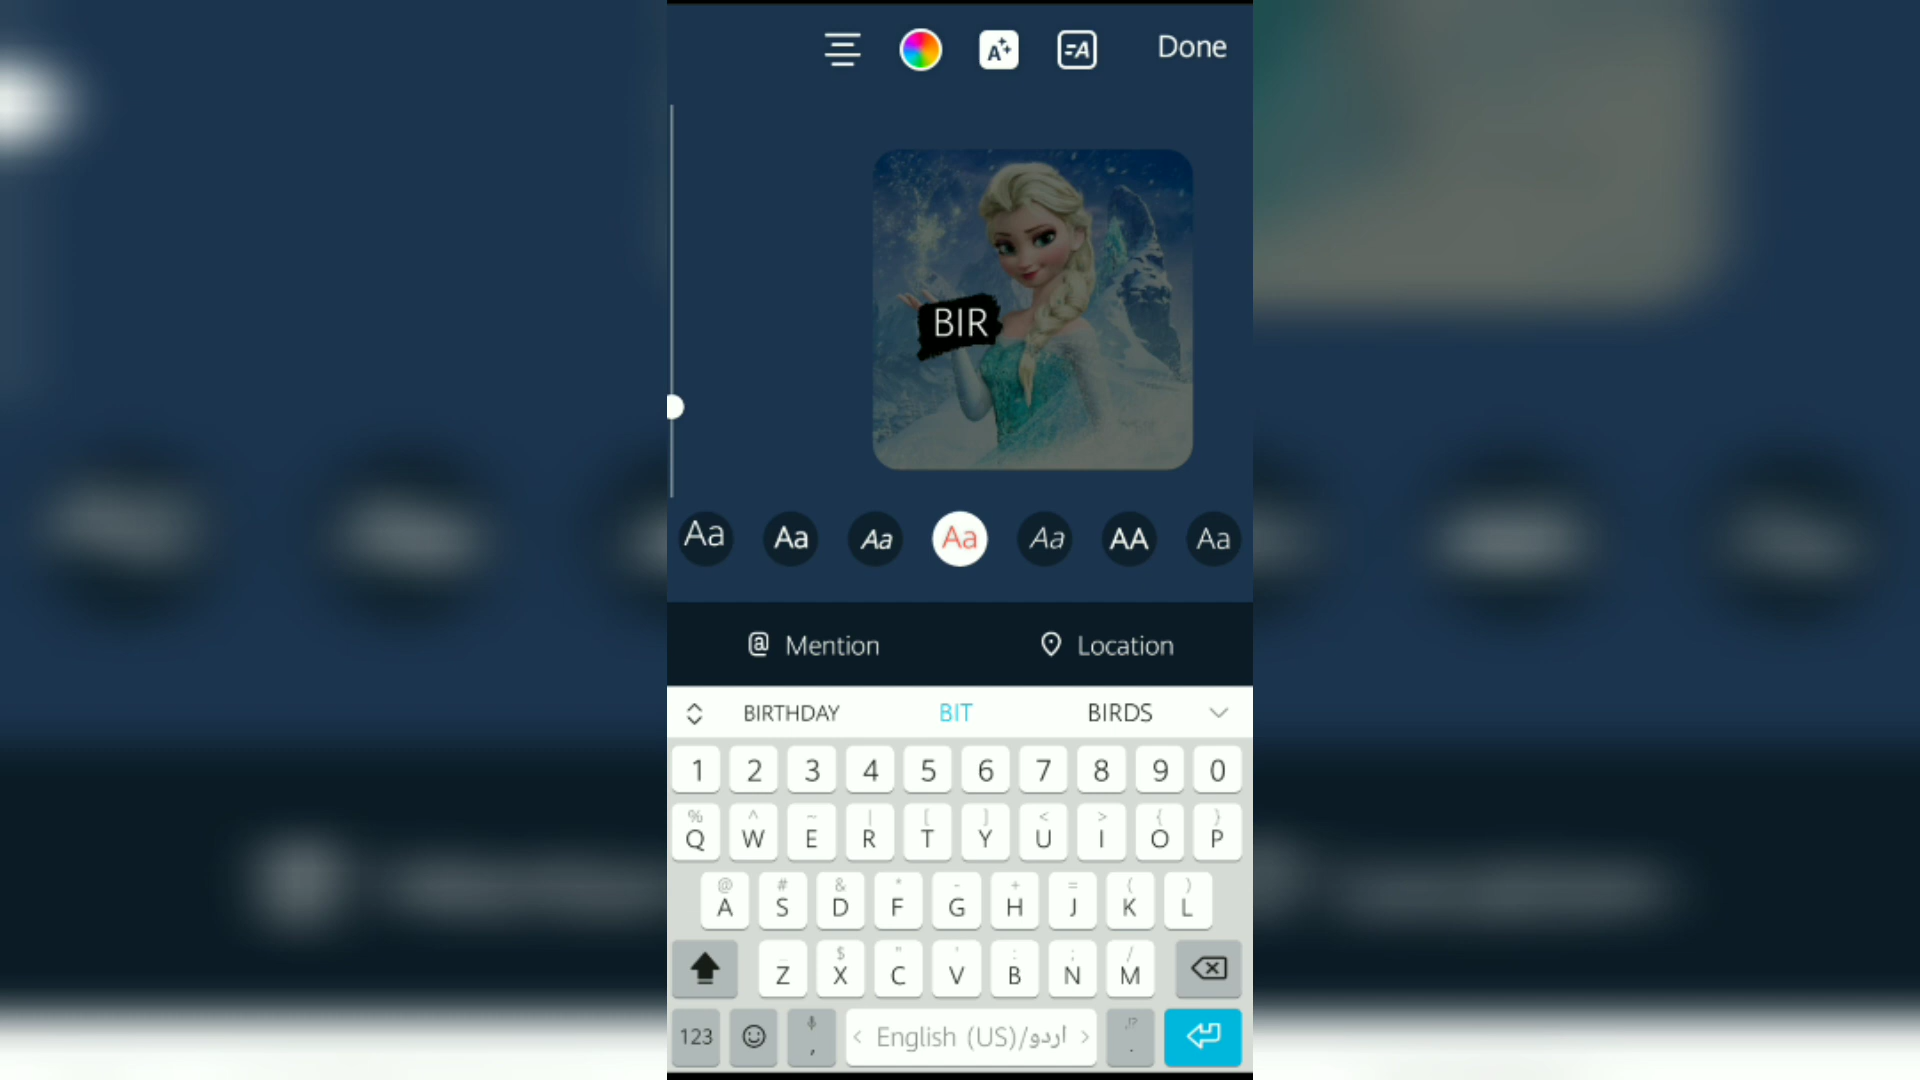 Done
BIR
Aa Aa Aa Aa Aa AA Aa
@ Mention Location
BIRTHDAY BIT BIRDS
1 2 3 4 5 6 7 8 9 0
% ^ ~ | [ ] < > { }
Q W E R T Y U I O P
@ # & * - + = ( )
A S D F G H J K L
_ $ " ' : ; /
Z X C V B N M
,!?
123 , < English (US)/اردو > .